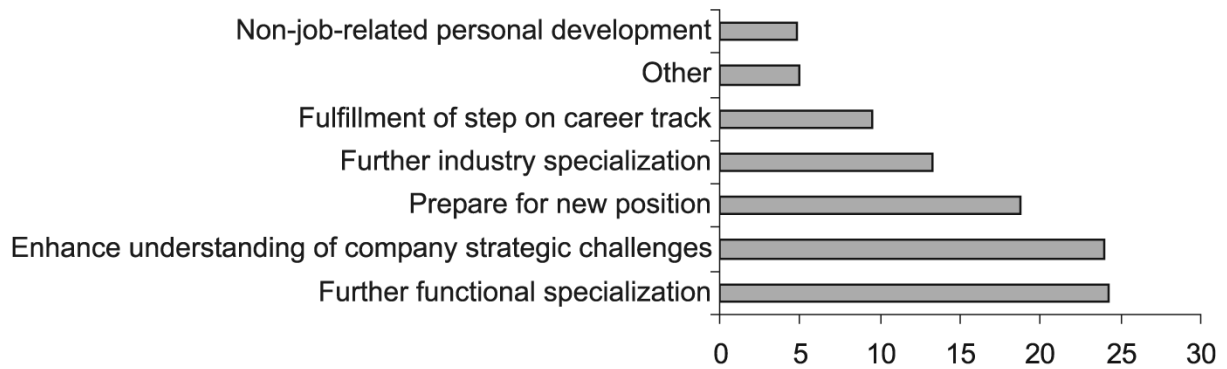 Non-job-related personal development
Other
Fulfillment of step on career track
Further industry specialization
Prepare for new position
Enhance understanding of company strategic challenges
Further functional specialization
0 5 10 15 20 25 30